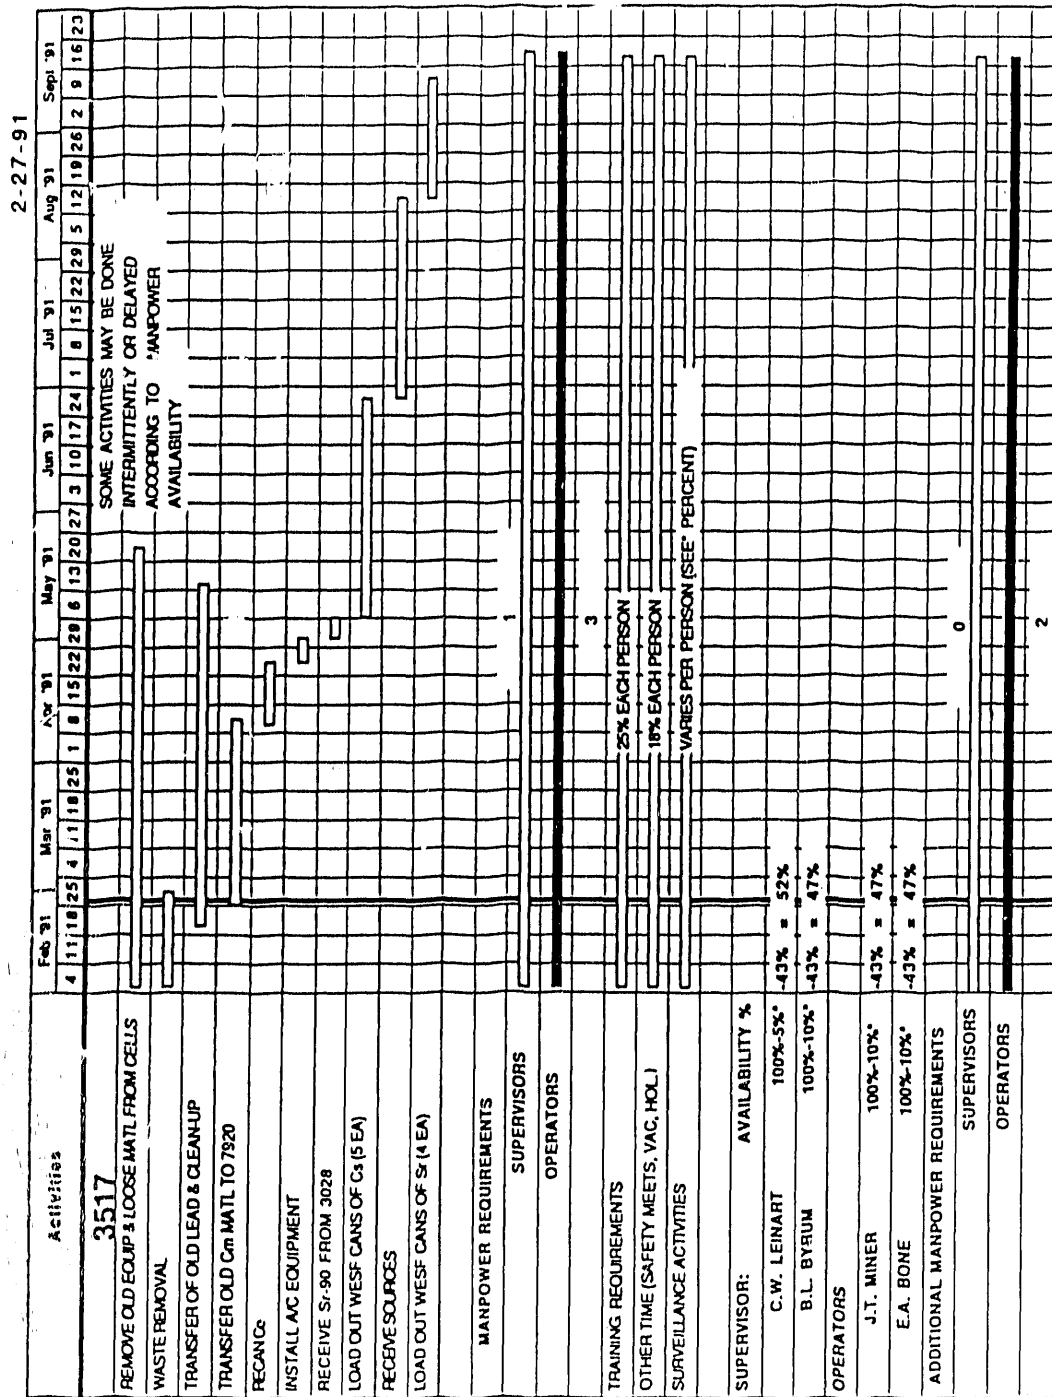 2-27-91
Activities
Feb '91 Mar '91 Apr '91 May '91 Jun '91 Jul '91 Aug '91 Sept '91
4 11 18 25 4 11 18 25 1 8 15 22 29 6 13 20 27 3 10 17 24 1 8 15 22 29 5 12 19 26 2 9 16 23
3517
REMOVE OLD EQUIP & LOOSE MATL FROM CELLS
SOME ACTIVITIES MAY BE DONE
INTERMITTENTLY OR DELAYED
ACCORDING TO MANPOWER
AVAILABILITY
WASTE REMOVAL
TRANSFER OF OLD LEAD & CLEAN-UP
TRANSFER OLD Cm MATL TO 7920
RECAN Ce
INSTALL A/C EQUIPMENT
RECEIVE Sr-90 FROM 3028
LOAD OUT WESF CANS OF Cs (5 EA)
RECEIVE SOURCES
LOAD OUT WESF CANS OF Sr (4 EA)
MANPOWER REQUIREMENTS
1
SUPERVISORS
OPERATORS
3
TRAINING REQUIREMENTS 25% EACH PERSON
OTHER TIME (SAFETY MEETS, VAC, HOL.) 18% EACH PERSON
SURVEILLANCE ACTIVITIES VARIES PER PERSON (SEE* PERCENT)
SUPERVISOR: AVAILABILITY %
C.W. LEINART 100%-5%* -43% = 52%
B.L. BYRUM 100%-10%* -43% = 47%
OPERATORS
J.T. MINER 100%-10%* -43% = 47%
E.A. BONE 100%-10%* -43% = 47%
ADDITIONAL MANPOWER REQUIREMENTS
0
SUPERVISORS
OPERATORS
2